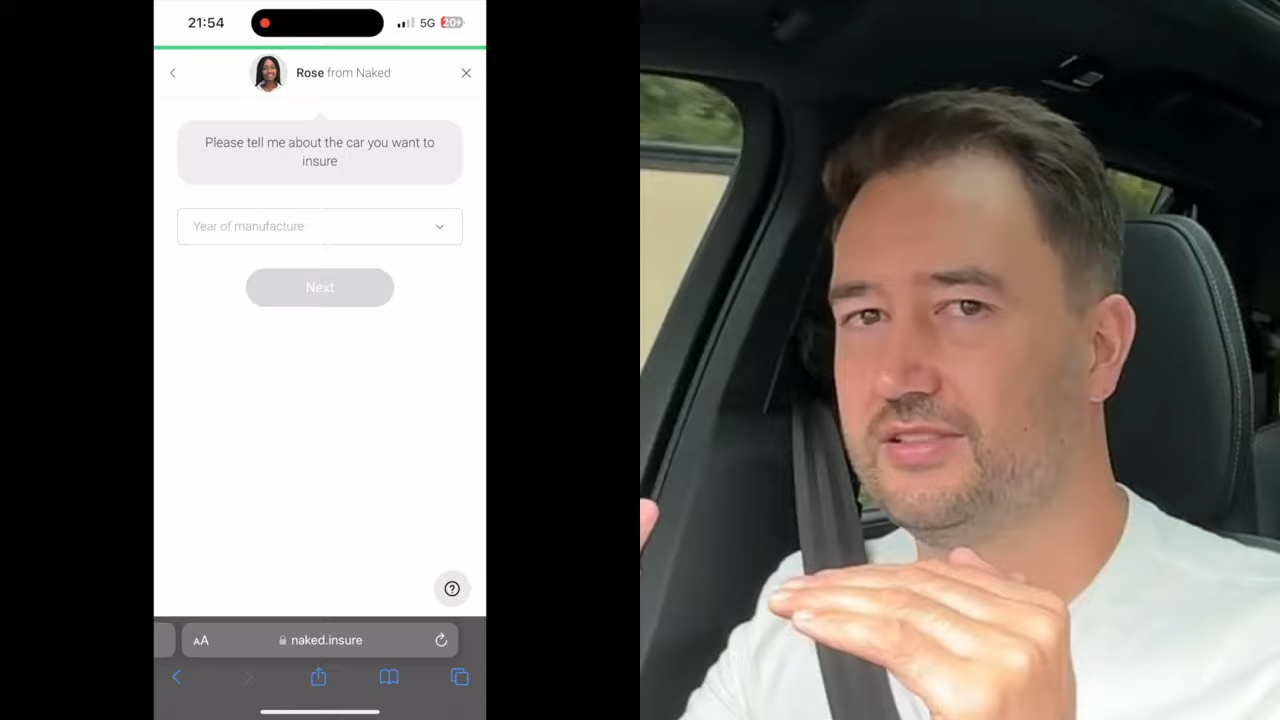 21:54
5G
20
Rose from Naked
Please tell me about the car you want to
insure
Year of manufacture
Next
?
AA
naked.insure